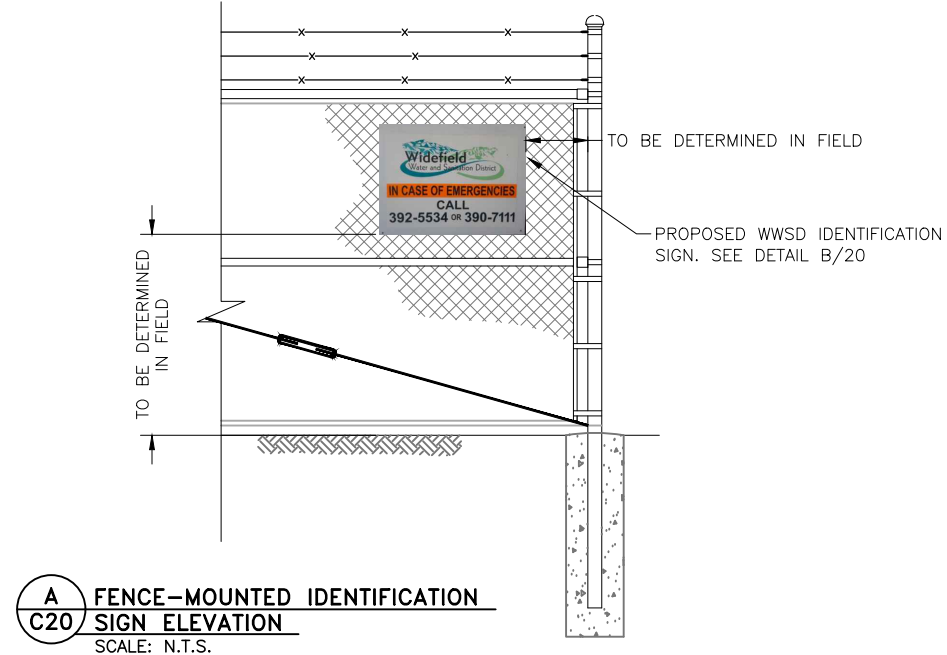 Widefield
Water and Sanitation District
IN CASE OF EMERGENCIES
CALL
392-5534 OR 390-7111
TO BE DETERMINED IN FIELD
PROPOSED WWSD IDENTIFICATION
SIGN. SEE DETAIL B/20
TO BE DETERMINED
IN FIELD
A
C20
FENCE-MOUNTED IDENTIFICATION
SIGN ELEVATION
SCALE: N.T.S.